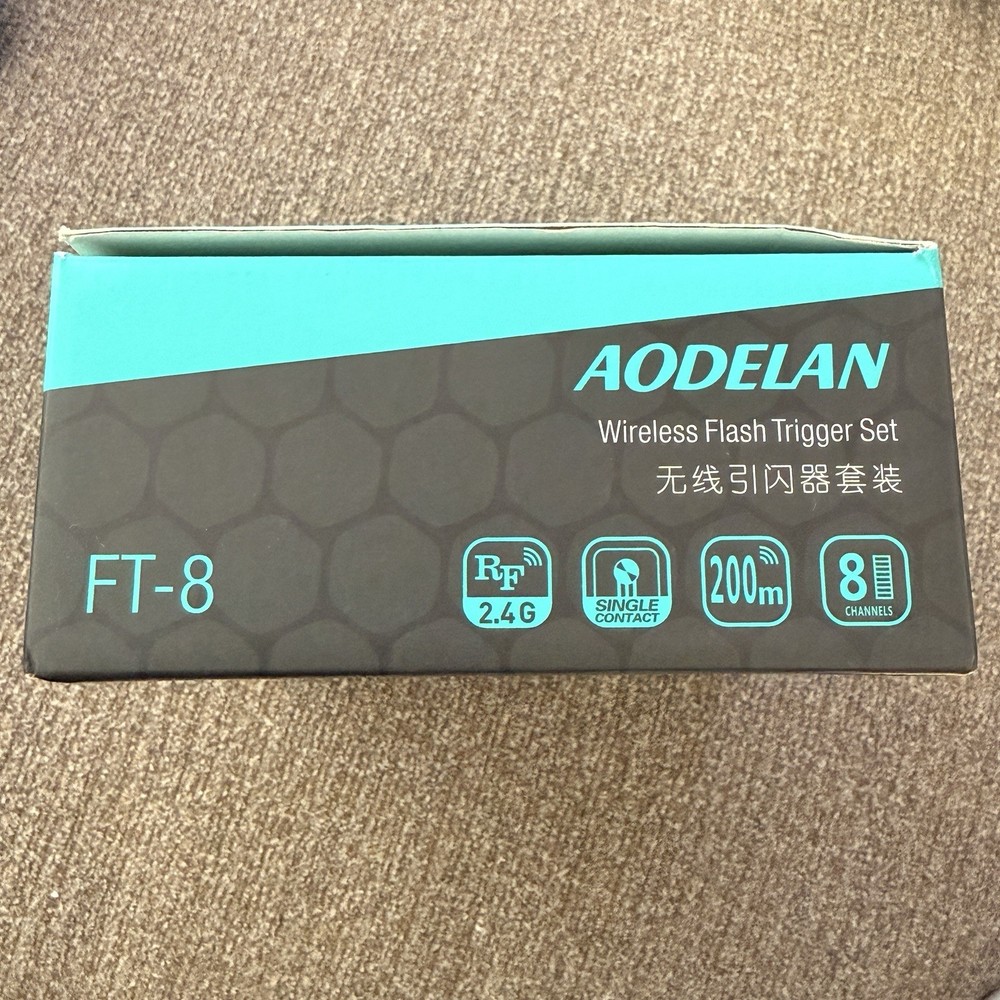 AODELAN
Wireless Flash Trigger Set
无线引闪器套装
FT-8
RF
2.4G
SINGLE
CONTACT
200m
8
CHANNELS